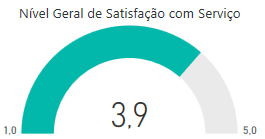 Nível Geral de Satisfação com Serviço
3,9
1,0
5,0